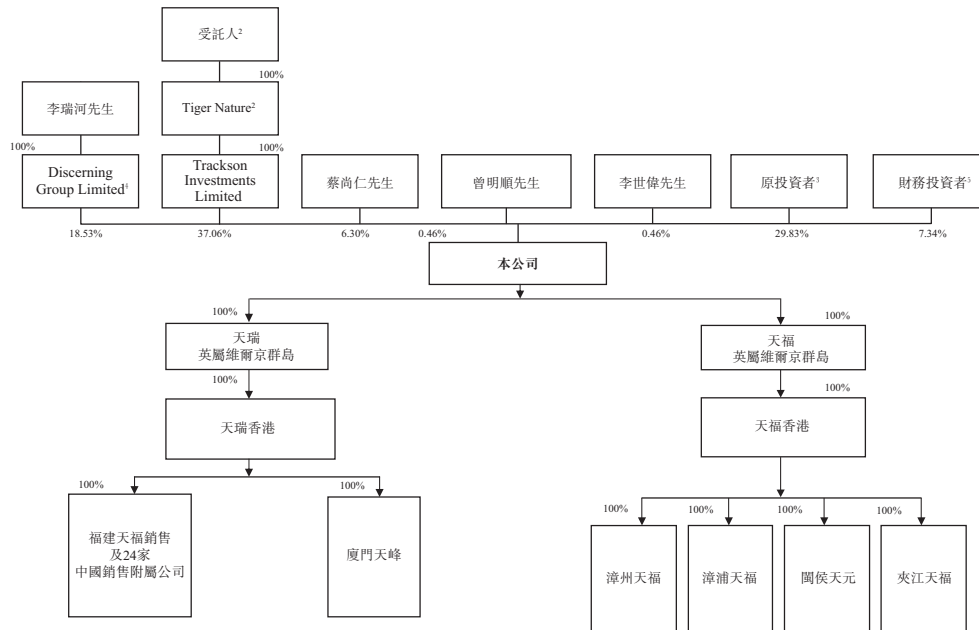 受託人²
100%
李瑞河先生
Tiger Nature²
100%
100%
Discerning
Group Limited⁴
Trackson
Investments
Limited
蔡尚仁先生
曾明順先生
李世偉先生
原投資者³
財務投資者⁵
18.53%
37.06%
6.30%
0.46%
0.46%
29.83%
7.34%
本公司
100%
100%
天瑞
英屬維爾京群島
天福
英屬維爾京群島
100%
100%
天瑞香港
天福香港
100%
100%
福建天福銷售
及24家
中國銷售附屬公司
廈門天峰
100%
100%
100%
100%
漳州天福
漳浦天福
閩侯天元
夾江天福